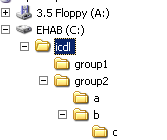 3.5 Floppy (A:)
EHAB (C:)
icdl
group1
group2
a
b
c